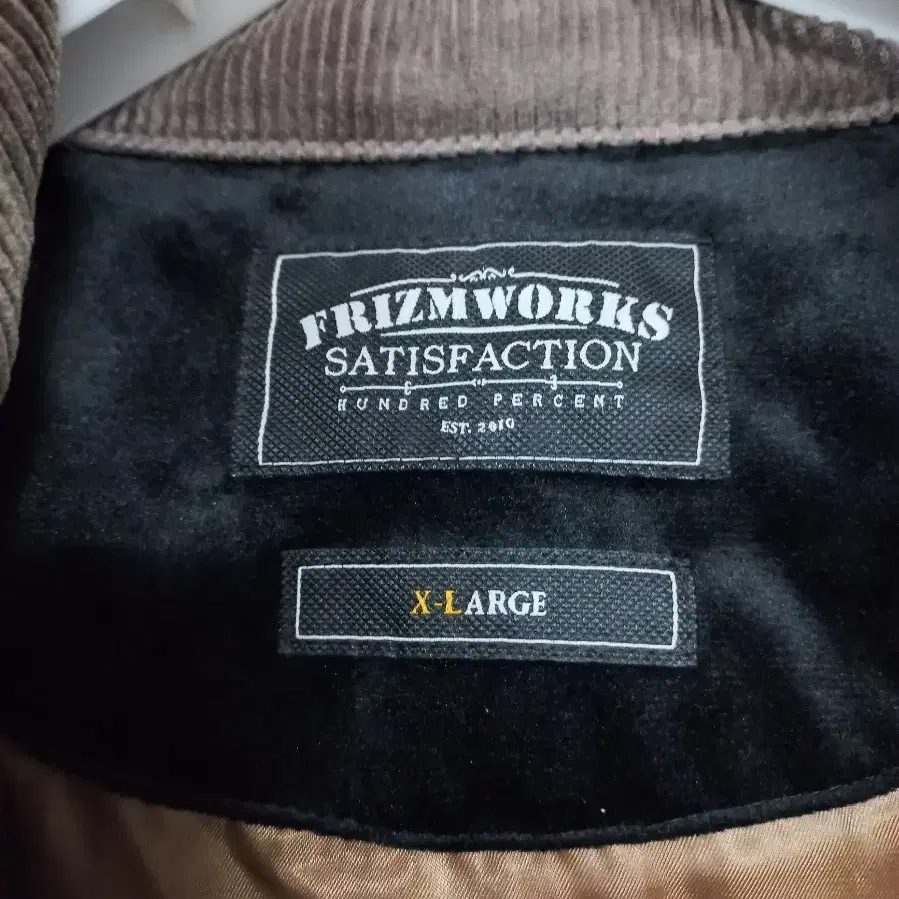 FRIZMWORKS
SATISFACTION
HUNDRED PERCENT
EST. 2010
X-LARGE